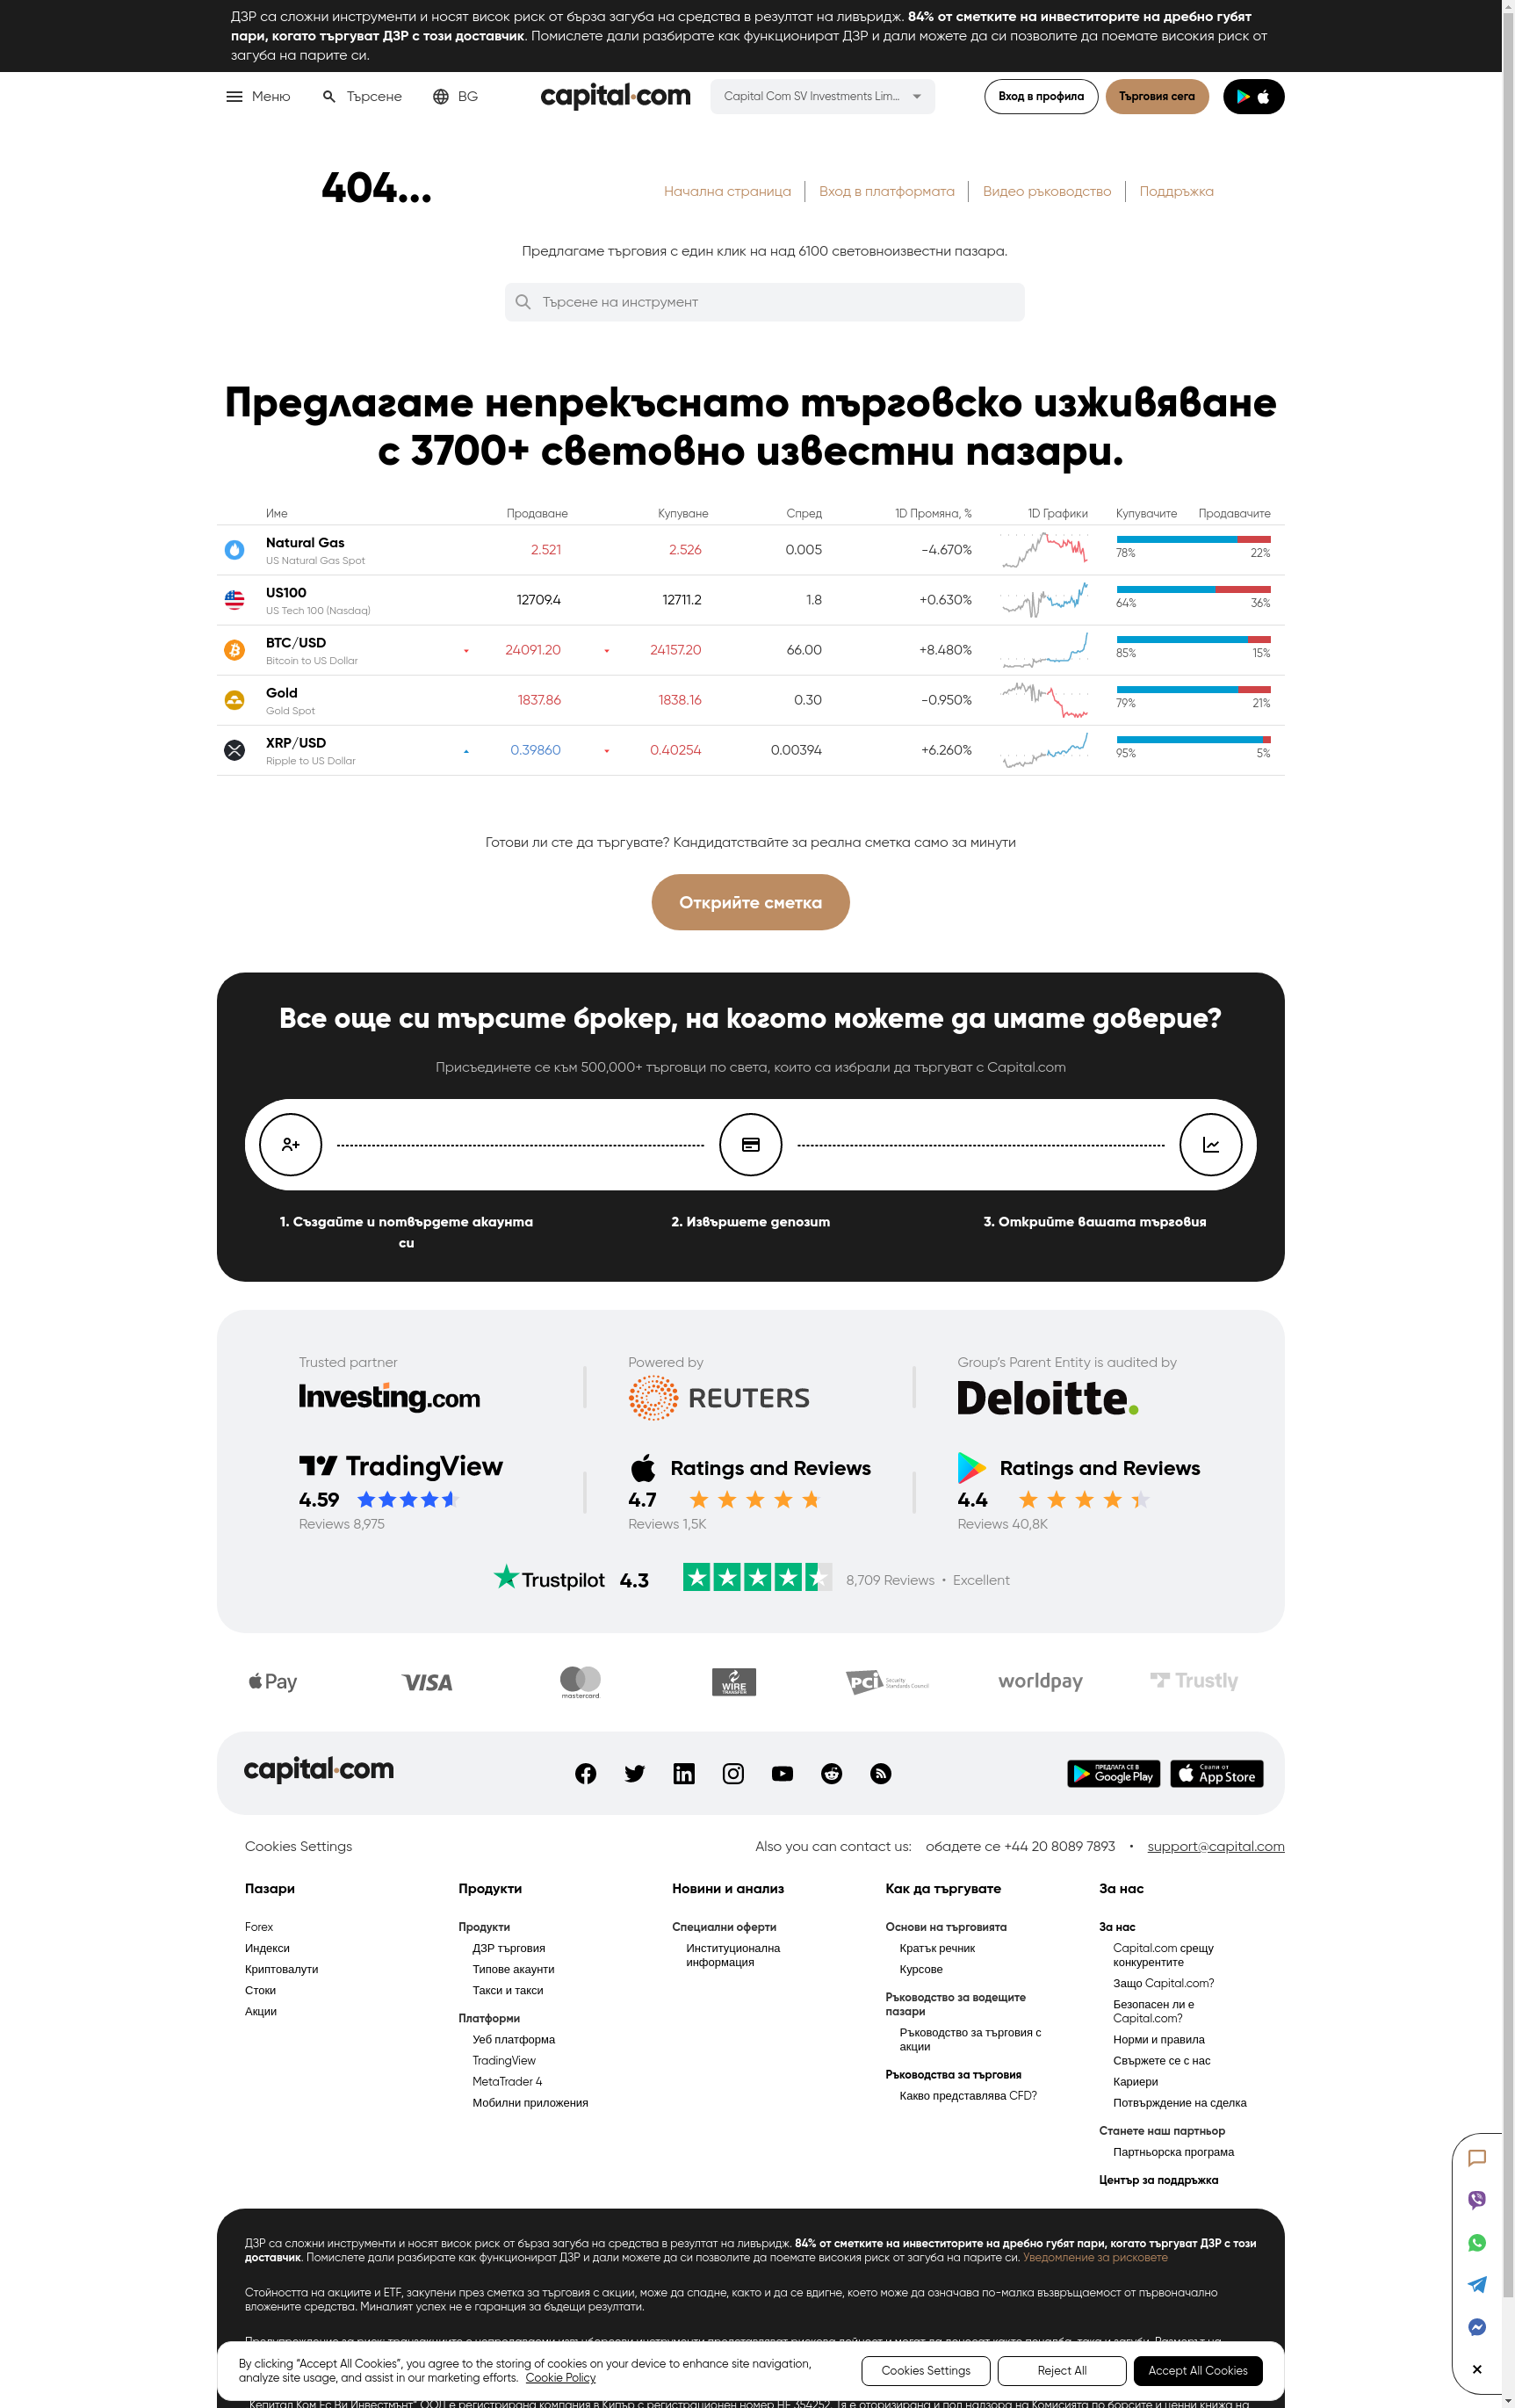 ДЗР са сложни инструменти и носят висок риск от бърза загуба на средства в резултат на ливъридж. 84% от сметките на инвеститорите на дребно губят
пари, когато търгуват ДЗР с този доставчик. Помислете дали разбирате как функционират ДЗР и дали можете да си позволите да поемате високия риск от
загуба на парите си.
Меню Търсене BG capital.com Capital Com SV Investments Lim... Вход в профила Търговия сега
404...
Начална страница Вход в платформата Видео ръководство Поддръжка
Предлагаме търговия с един клик на над 6100 световноизвестни пазара.
Търсене на инструмент
Предлагаме непрекъснато търговско изживяване
с 3700+ световно известни пазари.
Име Продаване Купуване Спред 1D Промяна, % 1D Графики Купувачите Продавачите
Natural Gas 2.521 2.526 0.005 -4.670%
US Natural Gas Spot 78% 22%
US100 12709.4 12711.2 1.8 +0.630%
US Tech 100 (Nasdaq) 64% 36%
BTC/USD 24091.20 24157.20 66.00 +8.480%
Bitcoin to US Dollar 85% 15%
Gold 1837.86 1838.16 0.30 -0.950%
Gold Spot 79% 21%
XRP/USD 0.39860 0.40254 0.00394 +6.260%
Ripple to US Dollar 95% 5%
Готови ли сте да търгувате? Кандидатствайте за реална сметка само за минути
Открийте сметка
Все още си търсите брокер, на когото можете да имате доверие?
Присъединете се към 500,000+ търговци по света, които са избрали да търгуват с Capital.com
1. Създайте и потвърдете акаунта
си
2. Извършете депозит
3. Открийте вашата търговия
Trusted partner
Investing.com
Powered by
REUTERS
Group's Parent Entity is audited by
Deloitte.
TradingView
4.59
Reviews 8,975
Ratings and Reviews
4.7
Reviews 1,5K
Ratings and Reviews
4.4
Reviews 40,8K
Trustpilot 4.3 8,709 Reviews • Excellent
Pay VISA mastercard WIRE TRANSFER PCI Security Standards Council worldpay Trustly
capital.com ПРЕДЛАГА СЕ В Google Play Свали от App Store
Cookies Settings
Also you can contact us: обадете се +44 20 8089 7893 • support@capital.com
Пазари
Forex
Индекси
Криптовалути
Стоки
Акции
Продукти
Продукти
ДЗР търговия
Типове акаунти
Такси и такси
Платформи
Уеб платформа
TradingView
MetaTrader 4
Мобилни приложения
Новини и анализ
Специални оферти
Институционална
информация
Как да търгувате
Основи на търговията
Кратък речник
Курсове
Ръководство за водещите
пазари
Ръководство за търговия с
акции
Ръководства за търговия
Какво представлява CFD?
За нас
За нас
Capital.com срещу
конкурентите
Защо Capital.com?
Безопасен ли е
Capital.com?
Норми и правила
Свържете се с нас
Кариери
Потвърждение на сделка
Станете наш партньор
Партньорска програма
Център за поддръжка
ДЗР са сложни инструменти и носят висок риск от бърза загуба на средства в резултат на ливъридж. 84% от сметките на инвеститорите на дребно губят пари, когато търгуват ДЗР с този
доставчик. Помислете дали разбирате как функционират ДЗР и дали можете да си позволите да поемате високия риск от загуба на парите си. Уведомление за рисковете
Стойността на акциите и ETF, закупени през сметка за търговия с акции, може да спадне, както и да се вдигне, което може да означава по-малка възвръщаемост от първоначално
вложените средства. Миналият успех не е гаранция за бъдещи резултати.
By clicking "Accept All Cookies", you agree to the storing of cookies on your device to enhance site navigation,
analyze site usage, and assist in our marketing efforts. Cookie Policy
Cookies Settings Reject All Accept All Cookies